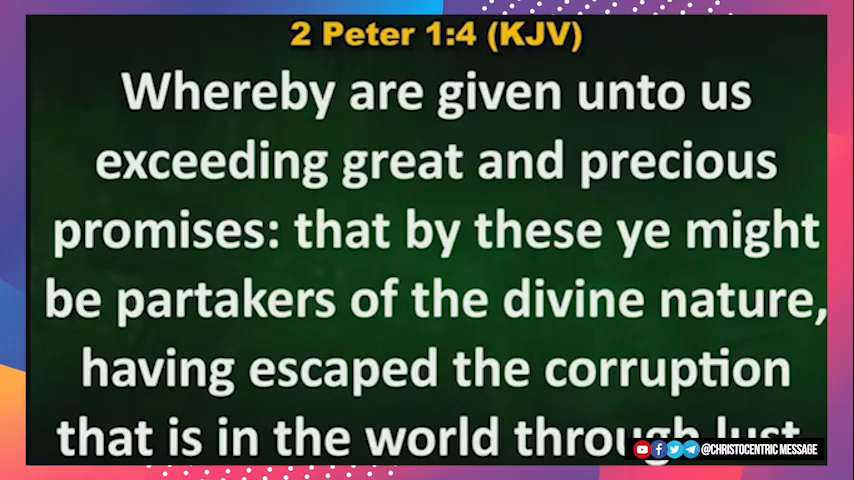 2 Peter 1:4 (KJV)
Whereby are given unto us
exceeding great and precious
promises: that by these ye might
be partakers of the divine nature,
having escaped the corruption
that is in the world through lust.
@CHRISTOCENTRIC MESSAGE